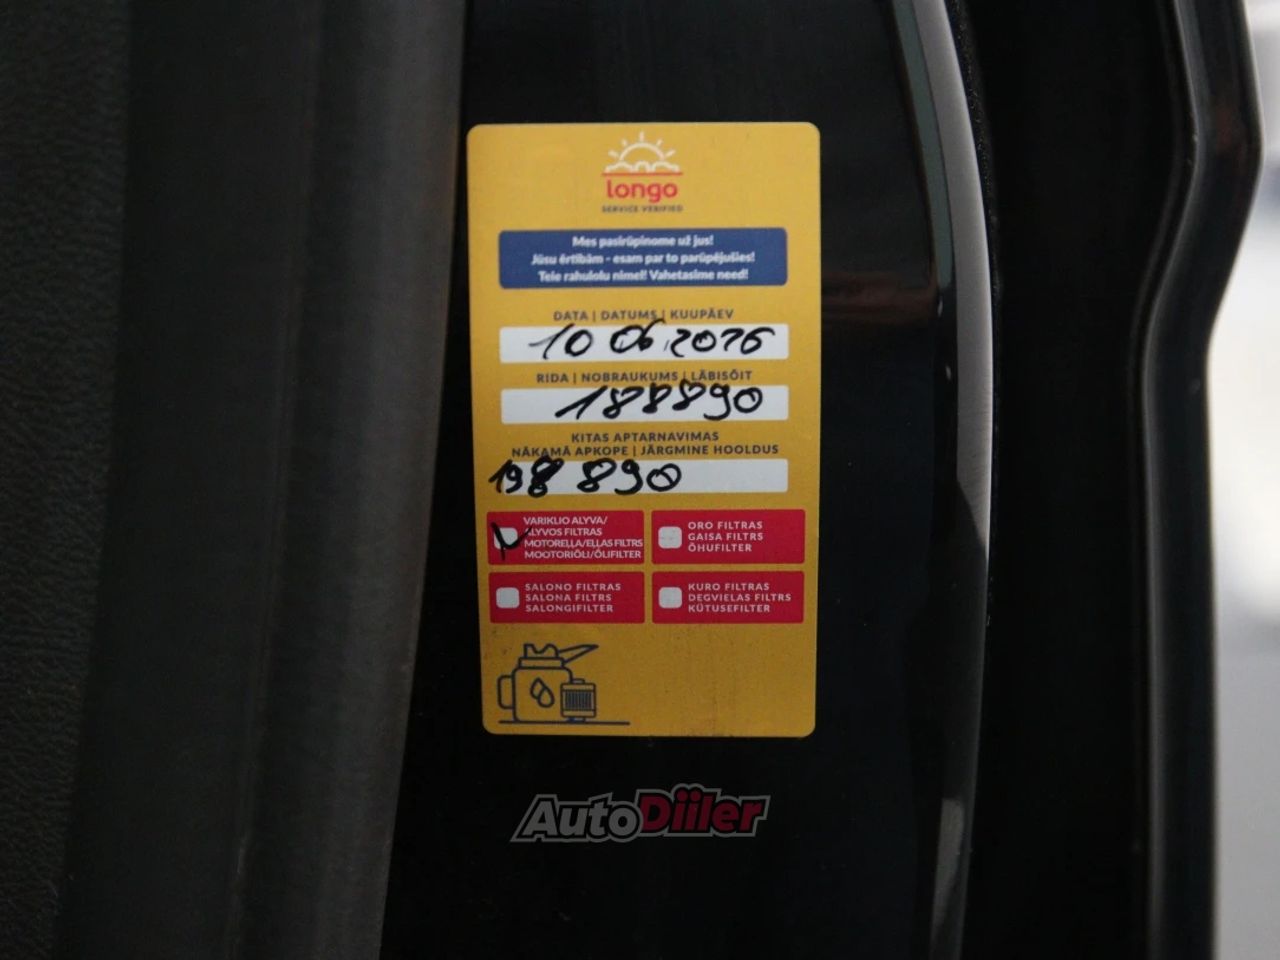 longo
SERVICE VERIFIED
Mes pasirūpinome už jus!
Jūsu ērtībām - esam par to parūpējušies!
Teie rahulolu nimel! Vahetasime need!
DATA | DATUMS | KUUPÄEV
10 06.2026
RIDA | NOBRAUKUMS | LÄBISÕIT
188890
KITAS APTARNAVIMAS
NĀKAMĀ APKOPE | JÄRGMINE HOOLDUS
198 890
VARIKLIO ALYVA/
ALYVOS FILTRAS
MOTOREĻĻA/EĻĻAS FILTRS
MOOTORIÕLI/ÕLIFILTER
ORO FILTRAS
GAISA FILTRS
ÕHUFILTER
SALONO FILTRAS
SALONA FILTRS
SALONGIFILTER
KURO FILTRAS
DEGVIELAS FILTRS
KÜTUSEFILTER
AutoDiiler